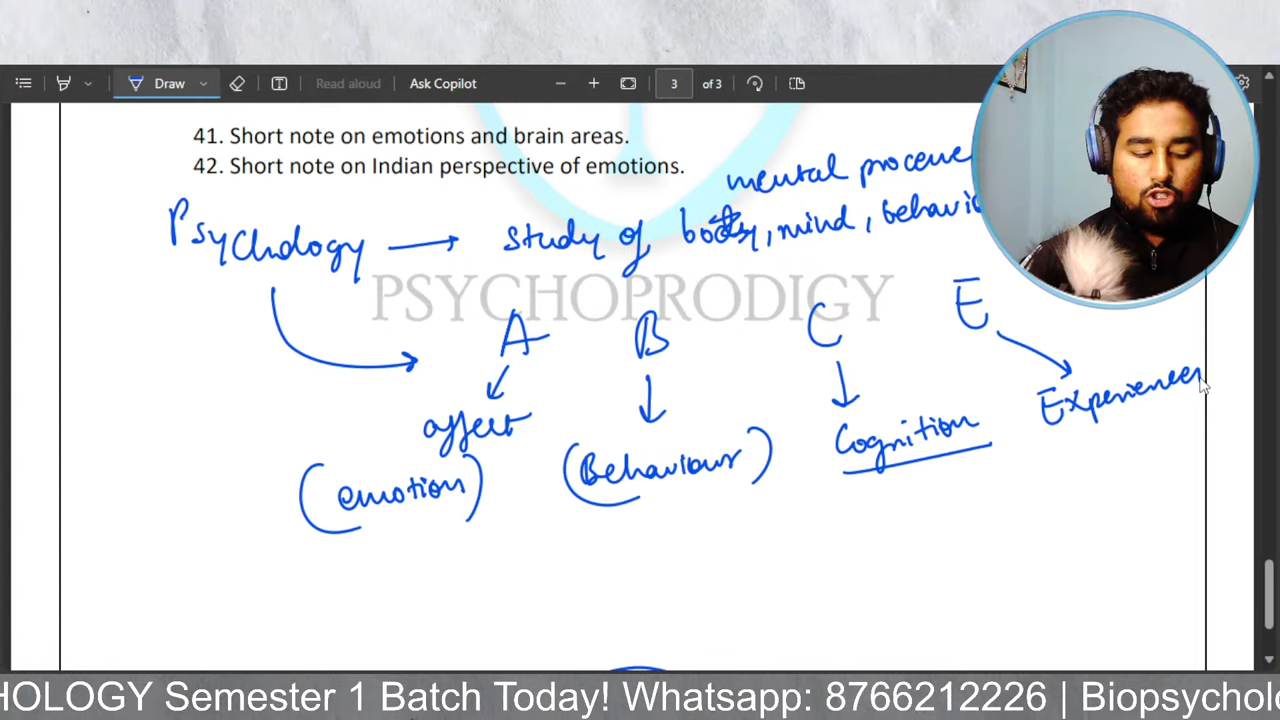 Draw
Read aloud
Ask Copilot
3
of 3
41. Short note on emotions and brain areas.
42. Short note on Indian perspective of emotions.
mental processe
Psychology → study of body, mind, behavio
PSYCHOPRODIGY
A B C E
affect
(emotion)
(Behaviour)
Cognition
Experiences
HOLOGY Semester 1 Batch Today! Whatsapp: 8766212226 | Biopsycholo